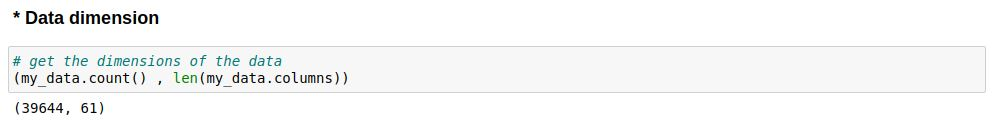 * Data dimension
# get the dimensions of the data
(my_data.count() , len(my_data.columns))
(39644, 61)